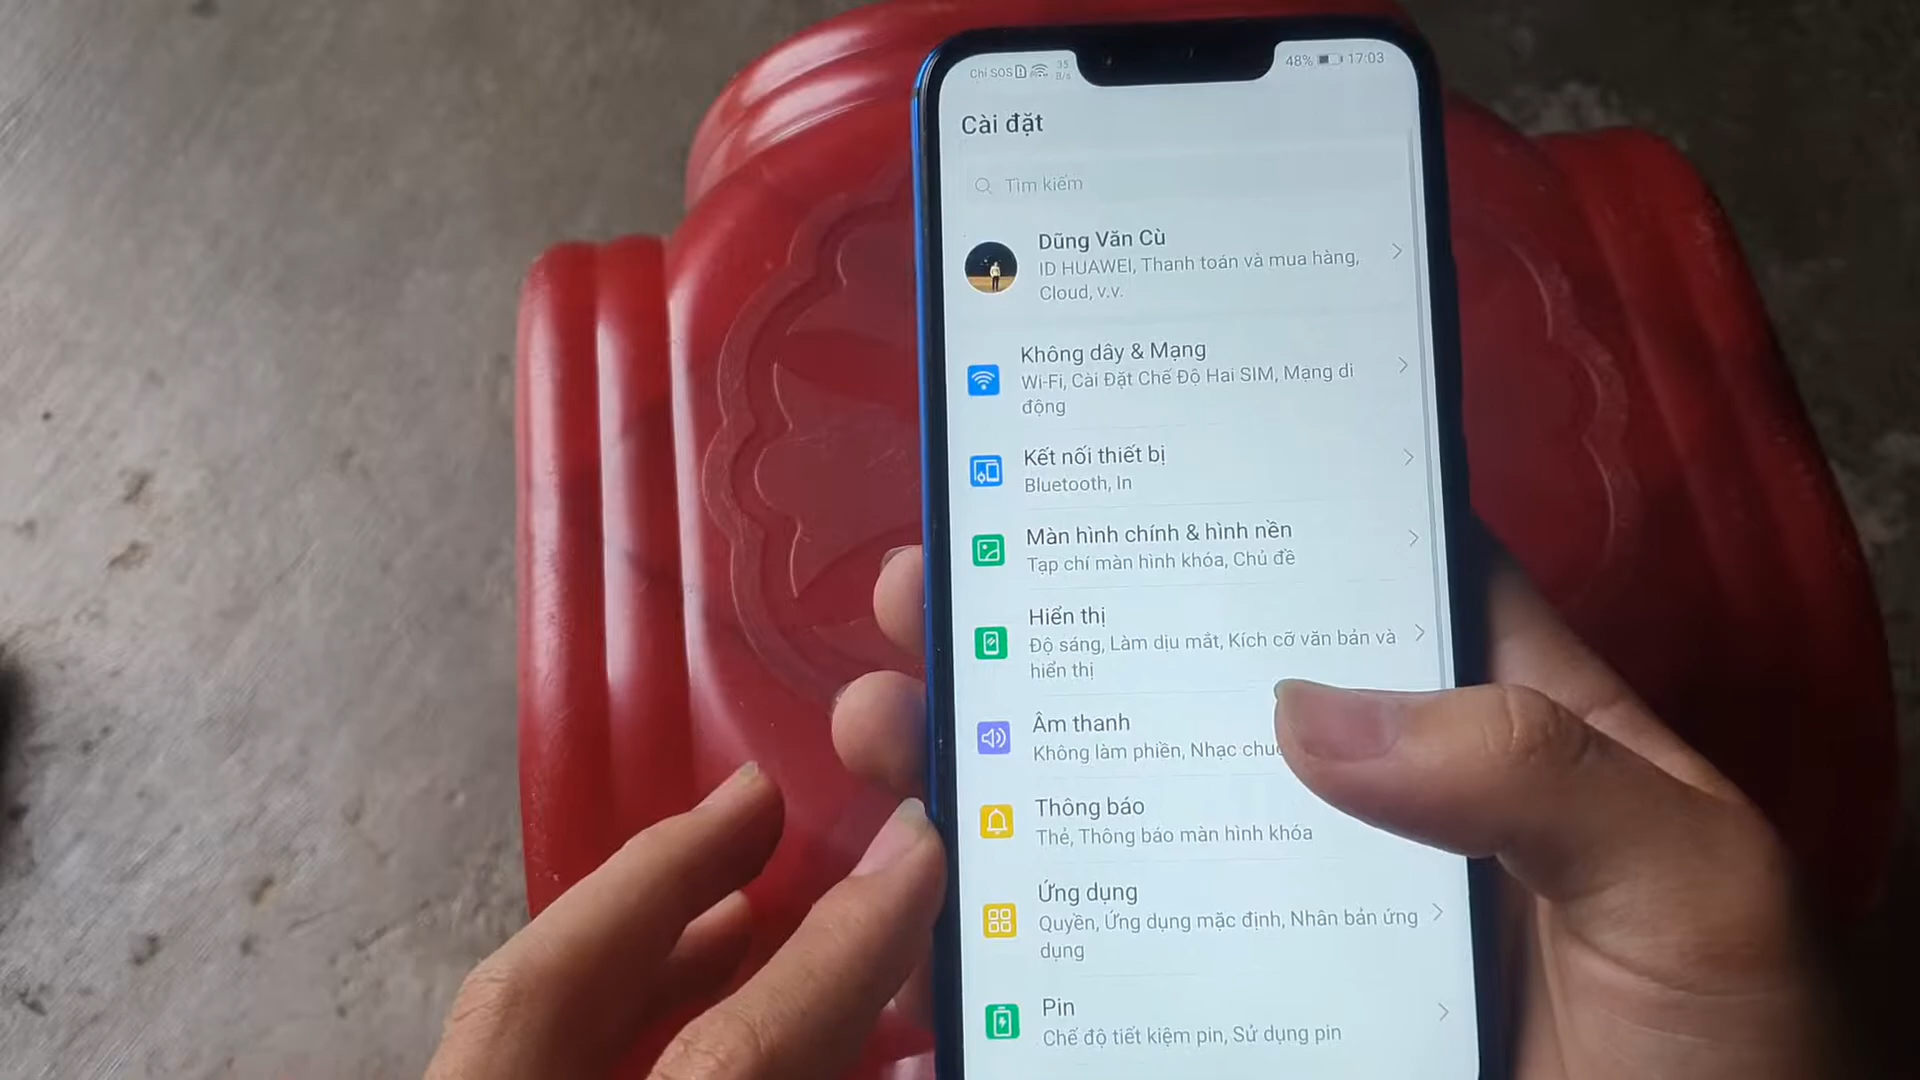 Chỉ SOS 35 B/s 48% 17:03
Cài đặt
Tìm kiếm
Dũng Văn Cù
ID HUAWEI, Thanh toán và mua hàng,
Cloud, v.v.
Không dây & Mạng
Wi-Fi, Cài Đặt Chế Độ Hai SIM, Mạng di
động
Kết nối thiết bị
Bluetooth, In
Màn hình chính & hình nền
Tạp chí màn hình khóa, Chủ đề
Hiển thị
Độ sáng, Làm dịu mắt, Kích cỡ văn bản và
hiển thị
Âm thanh
Không làm phiền, Nhạc
Thông báo
Thẻ, Thông báo màn hình khóa
Ứng dụng
Quyền, Ứng dụng mặc định, Nhân bản ứng
dụng
Pin
Chế độ tiết kiệm pin, Sử dụng pin